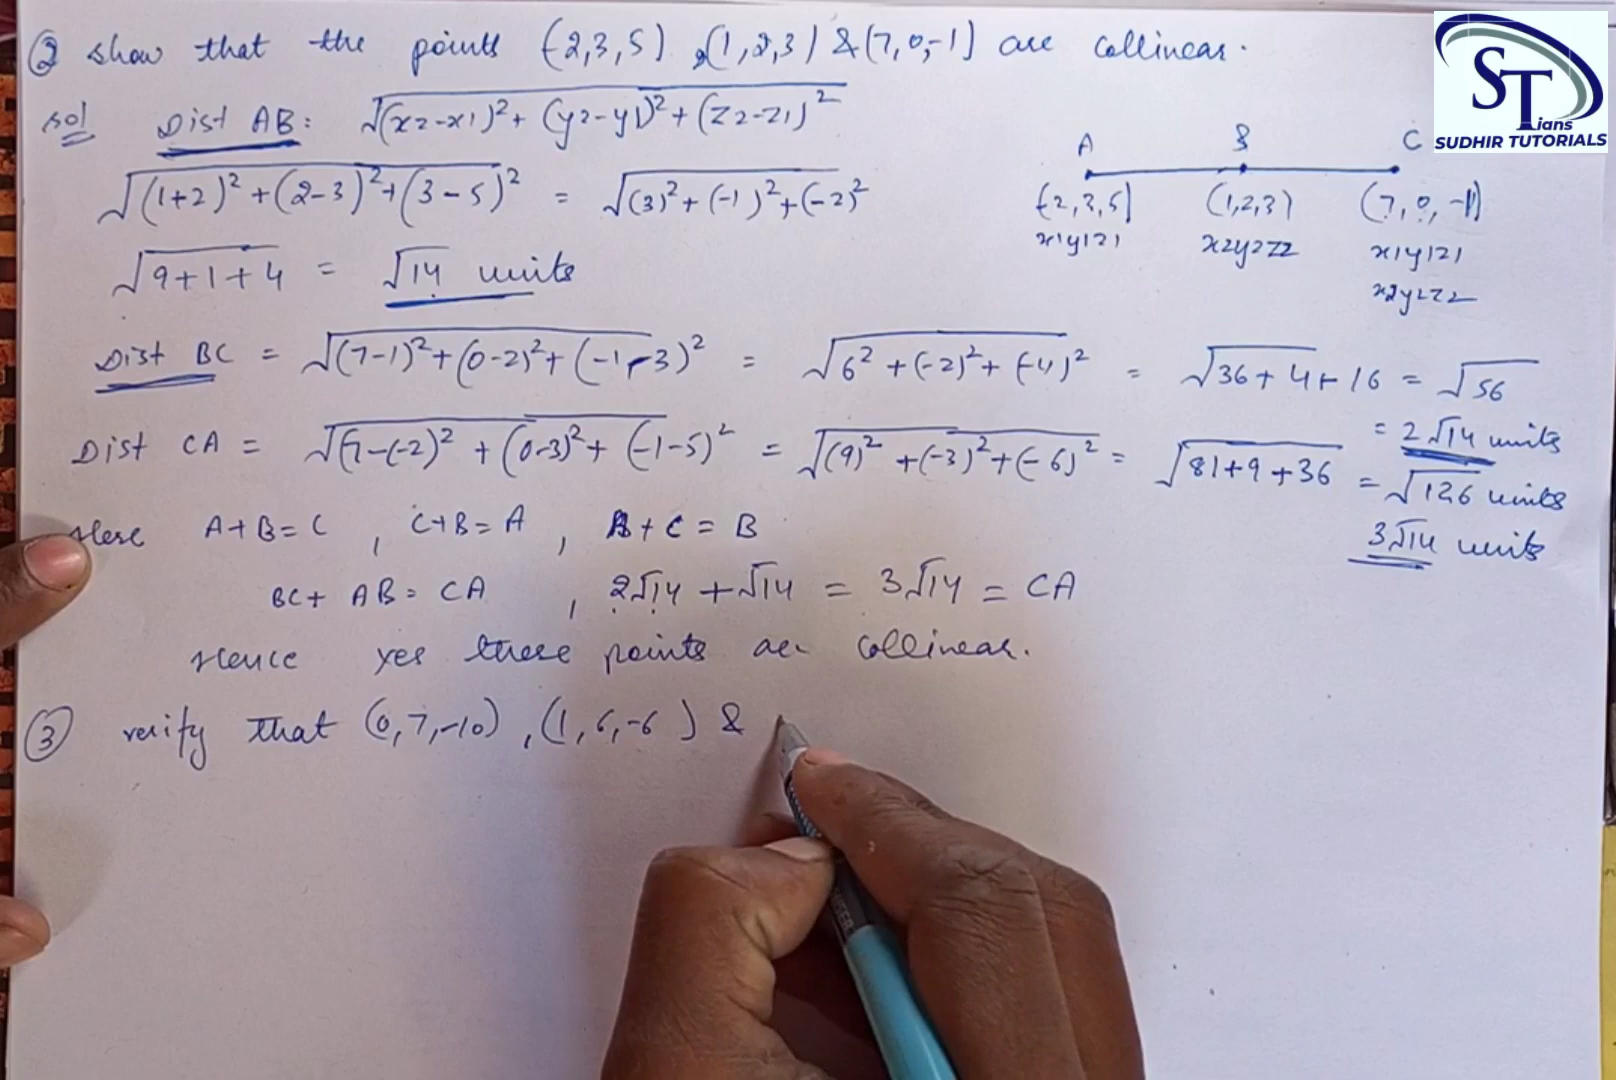 ② show that the points (-2,3,5), (1,2,3) & (7,0,-1) are collinear.
Sol Dist AB: √(x2-x1)² + (y2-y1)² + (z2-z1)²
√(1+2)² + (2-3)² + (3-5)² = √(3)² + (-1)² + (-2)²
√9+1+4 = √14 units
A B C
(-2,3,5) (1,2,3) (7,0,-1)
x1y1z1 x2y2z2 x1y1z1
x2y2z2
Dist BC = √(7-1)² + (0-2)² + (-1-3)² = √6² + (-2)² + (-4)² = √36+4+16 = √56
= 2√14 units
Dist CA = √(7-(-2)² + (0-3)² + (-1-5)² = √(9)² + (-3)² + (-6)² = √81+9+36 = √126 units
3√14 units
Here A+B=C, C+B=A, A+C=B
BC+ AB= CA, 2√14 + √14 = 3√14 = CA
Hence yes these points are collinear.
③ verify that (0,7,-10), (1,6,-6) &
STians
SUDHIR TUTORIALS